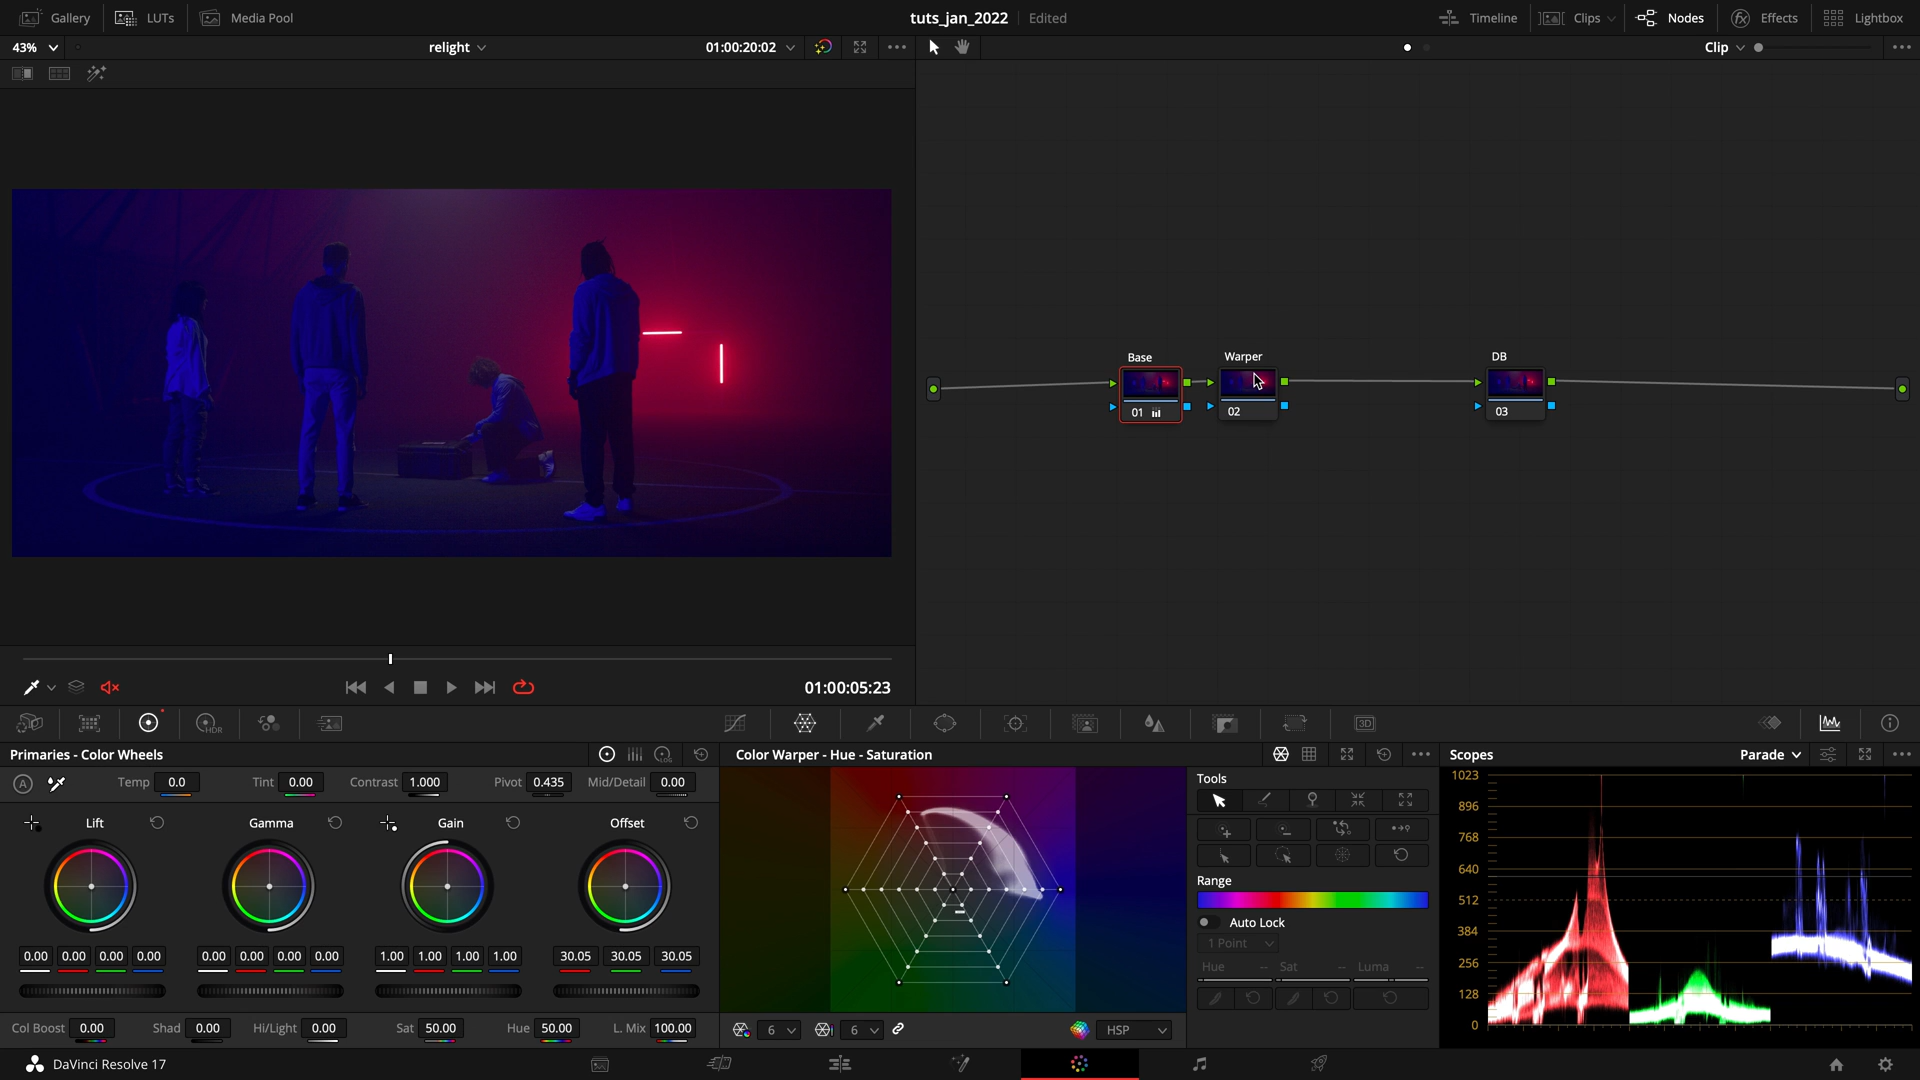 Gallery LUTs Media Pool tuts_jan_2022 Edited Timeline Clips Nodes Effects Lightbox
43% relight 01:00:20:02 Clip
Base Warper DB
01 02 03
01:00:05:23
HDR 3D
Primaries - Color Wheels LOG Color Warper - Hue - Saturation Scopes Parade
A Temp 0.0 Tint 0.00 Contrast 1.000 Pivot 0.435 Mid/Detail 0.00
Lift Gamma Gain Offset
0.00 0.00 0.00 0.00 0.00 0.00 0.00 0.00 1.00 1.00 1.00 1.00 30.05 30.05 30.05
Col Boost 0.00 Shad 0.00 Hi/Light 0.00 Sat 50.00 Hue 50.00 L. Mix 100.00
6 6 HSP
Tools
Range
Auto Lock
1 Point
Hue -- Sat -- Luma --
1023
896
768
640
512
384
256
128
0
DaVinci Resolve 17